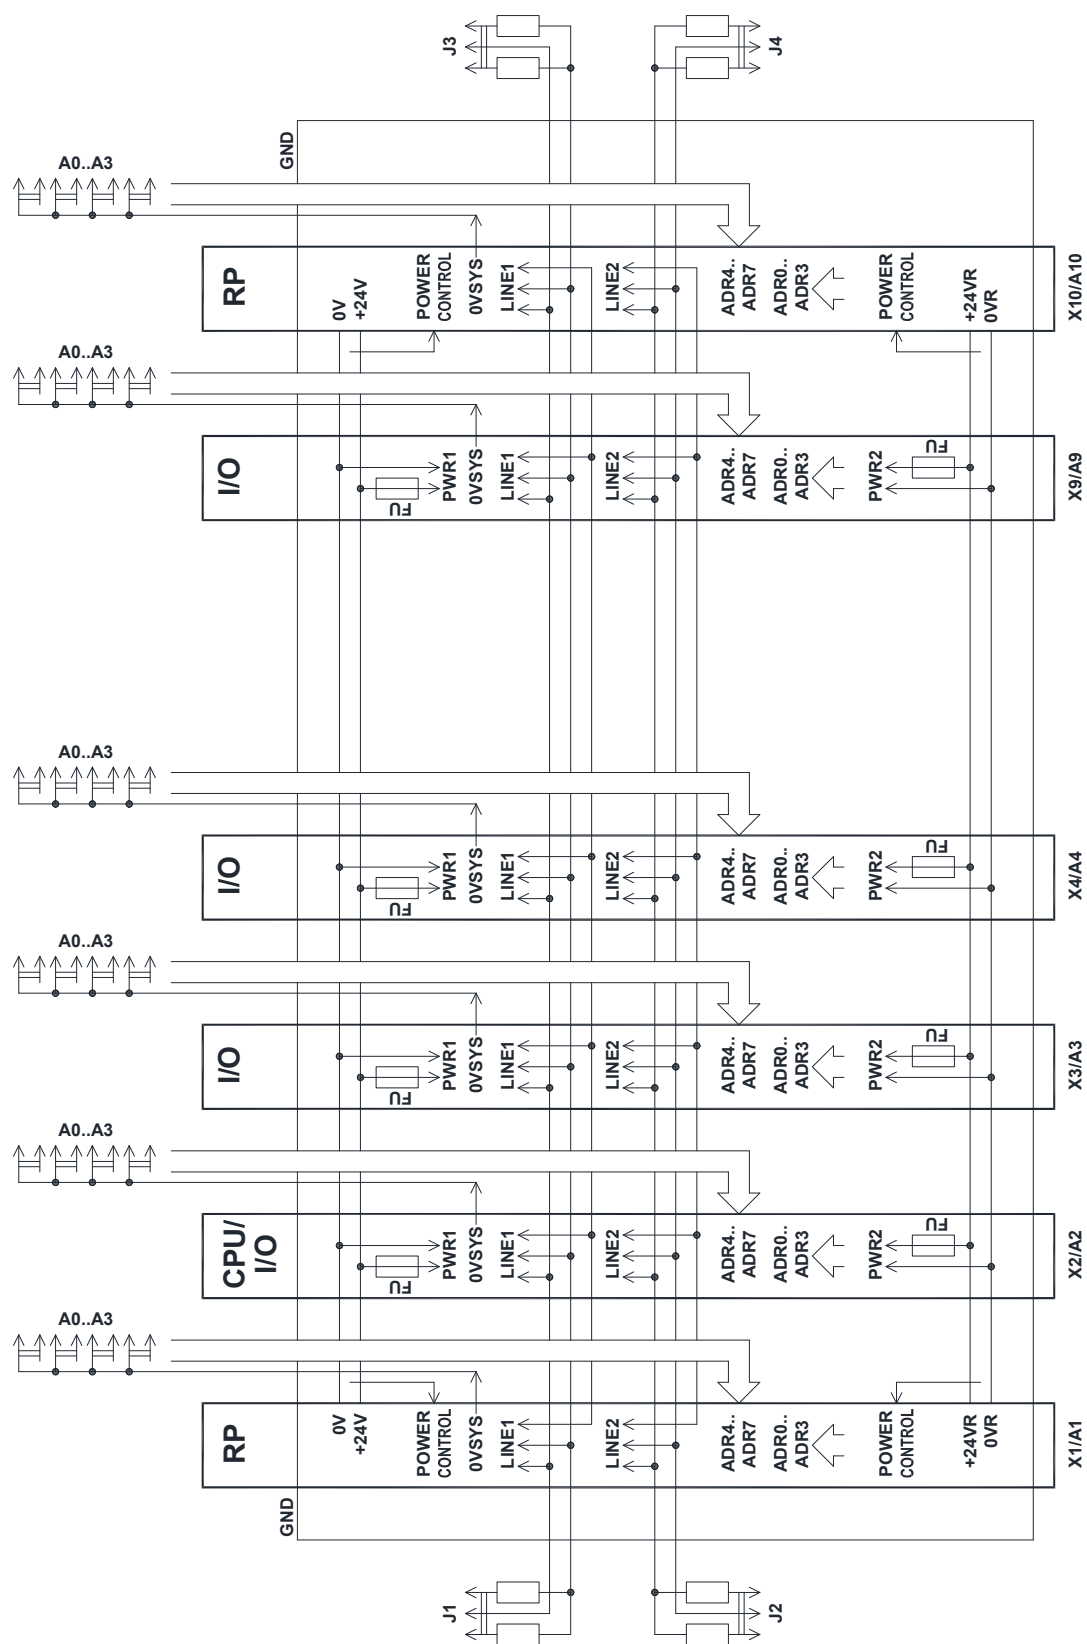 J1
J2
GND
A0..A3
RP
0V
+24V
POWER
CONTROL
0VSYS
LINE1
LINE2
ADR4..
ADR7
ADR0..
ADR3
POWER
CONTROL
+24VR
0VR
X1/A1
A0..A3
CPU/
I/O
FU
PWR1
0VSYS
LINE1
LINE2
ADR4..
ADR7
ADR0..
ADR3
PWR2
FU
X2/A2
A0..A3
I/O
FU
PWR1
0VSYS
LINE1
LINE2
ADR4..
ADR7
ADR0..
ADR3
PWR2
FU
X3/A3
A0..A3
I/O
FU
PWR1
0VSYS
LINE1
LINE2
ADR4..
ADR7
ADR0..
ADR3
PWR2
FU
X4/A4
A0..A3
I/O
FU
PWR1
0VSYS
LINE1
LINE2
ADR4..
ADR7
ADR0..
ADR3
PWR2
FU
X9/A9
A0..A3
RP
0V
+24V
POWER
CONTROL
0VSYS
LINE1
LINE2
ADR4..
ADR7
ADR0..
ADR3
POWER
CONTROL
+24VR
0VR
X10/A10
GND
J3
J4